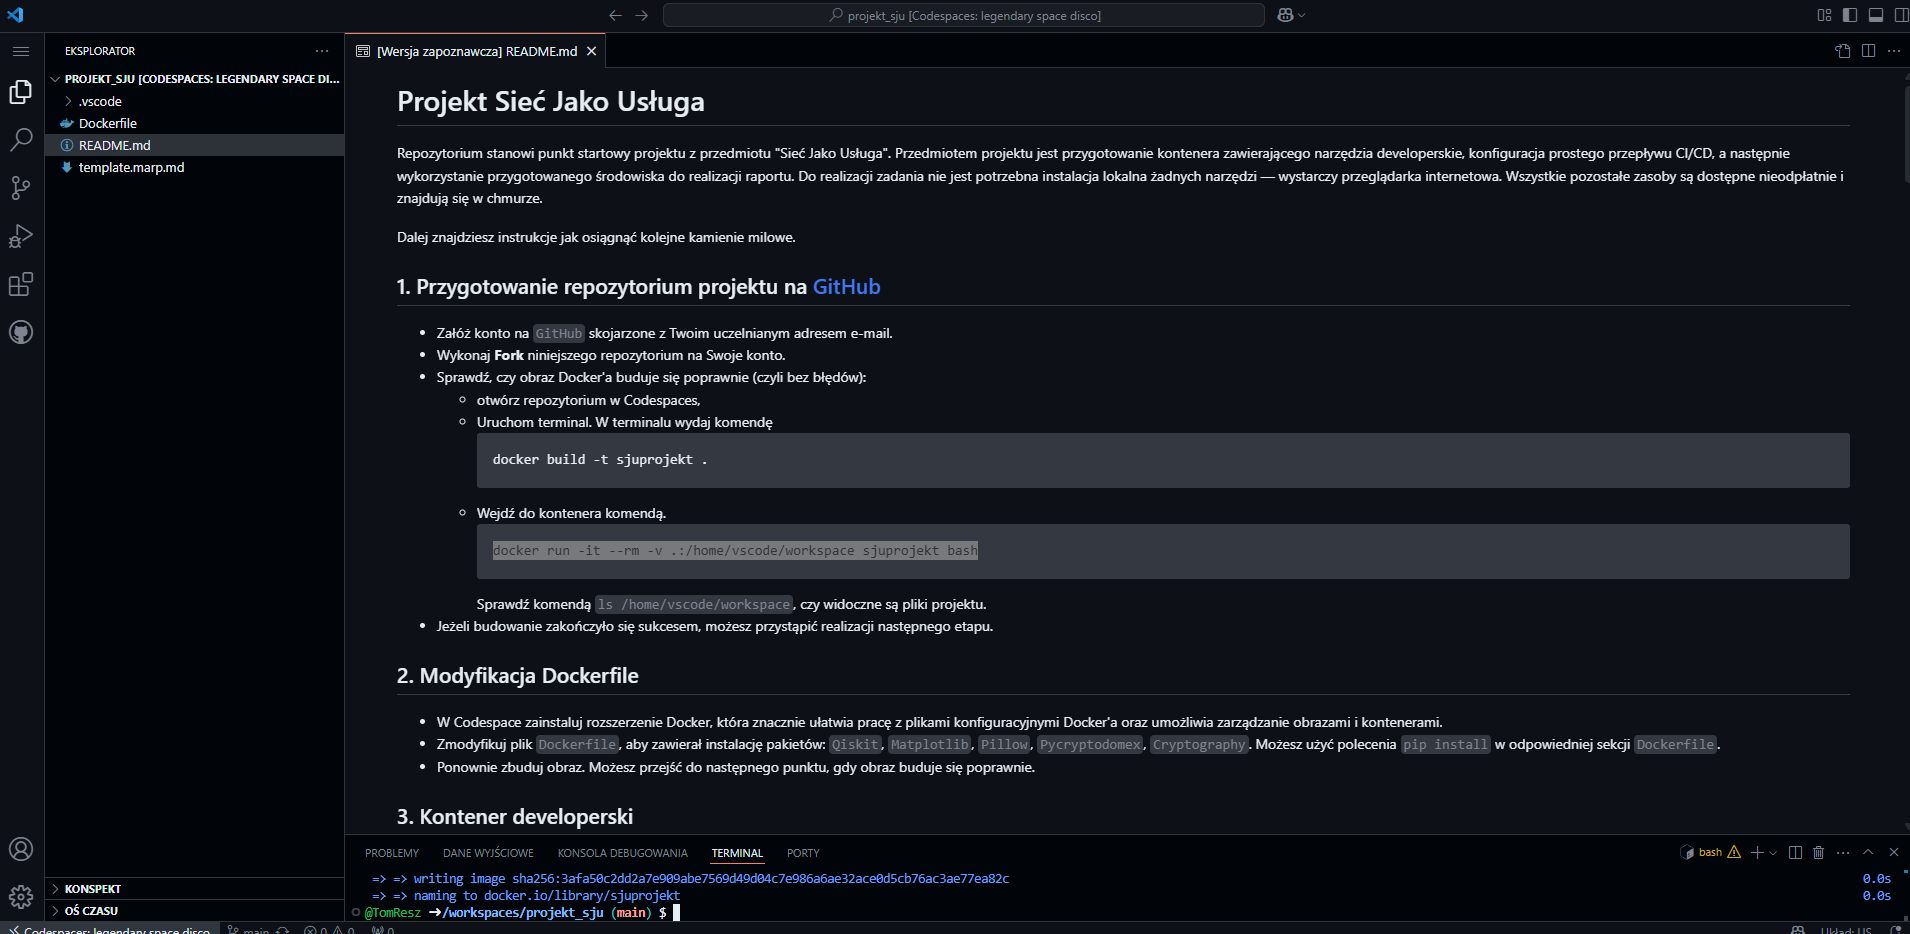 projekt_sju [Codespaces: legendary space disco]
EKSPLORATOR
[Wersja zapoznawcza] README.md
PROJEKT_SJU [CODESPACES: LEGENDARY SPACE DI...
.vscode
Dockerfile
README.md
template.marp.md
Projekt Sieć Jako Usługa
Repozytorium stanowi punkt startowy projektu z przedmiotu "Sieć Jako Usługa". Przedmiotem projektu jest przygotowanie kontenera zawierającego narzędzia developerskie, konfiguracja prostego przepływu CI/CD, a następnie
wykorzystanie przygotowanego środowiska do realizacji raportu. Do realizacji zadania nie jest potrzebna instalacja lokalna żadnych narzędzi — wystarczy przeglądarka internetowa. Wszystkie pozostałe zasoby są dostępne nieodpłatnie i
znajdują się w chmurze.
Dalej znajdziesz instrukcje jak osiągnąć kolejne kamienie milowe.
1. Przygotowanie repozytorium projektu na GitHub
Załóż konto na GitHub skojarzone z Twoim uczelnianym adresem e-mail.
Wykonaj Fork niniejszego repozytorium na Swoje konto.
Sprawdź, czy obraz Docker'a buduje się poprawnie (czyli bez błędów):
otwórz repozytorium w Codespaces,
Uruchom terminal. W terminalu wydaj komendę
docker build -t sjuprojekt .
Wejdź do kontenera komendą.
docker run -it --rm -v .:/home/vscode/workspace sjuprojekt bash
Sprawdź komendą ls /home/vscode/workspace, czy widoczne są pliki projektu.
Jeżeli budowanie zakończyło się sukcesem, możesz przystąpić realizacji następnego etapu.
2. Modyfikacja Dockerfile
W Codespace zainstaluj rozszerzenie Docker, która znacznie ułatwia pracę z plikami konfiguracyjnymi Docker'a oraz umożliwia zarządzanie obrazami i kontenerami.
Zmodyfikuj plik Dockerfile, aby zawierał instalację pakietów: Qiskit, Matplotlib, Pillow, Pycryptodomex, Cryptography. Możesz użyć polecenia pip install w odpowiedniej sekcji Dockerfile.
Ponownie zbuduj obraz. Możesz przejść do następnego punktu, gdy obraz buduje się poprawnie.
3. Kontener developerski
PROBLEMY DANE WYJŚCIOWE KONSOLA DEBUGOWANIA TERMINAL PORTY
bash
=> => writing image sha256:3afa50c2dd2a7e909abe7569d49d04c7e986a6ae32ace0d5cb76ac3ae77ea82c 0.0s
=> => naming to docker.io/library/sjuprojekt 0.0s
@TomResz ➜/workspaces/projekt_sju (main) $
KONSPEKT
OŚ CZASU
Codespaces: legendary space disco main 0 0 0 Układ: US